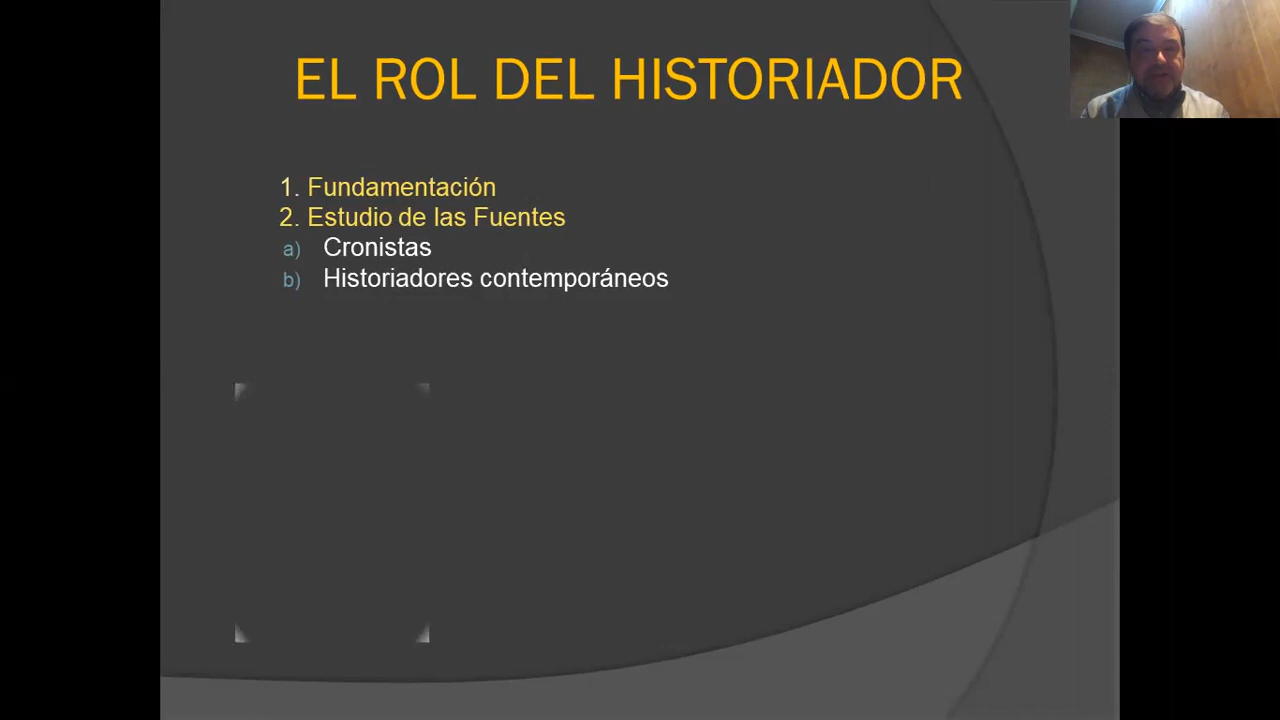 EL ROL DEL HISTORIADOR
1. Fundamentación
2. Estudio de las Fuentes
a) Cronistas
b) Historiadores contemporáneos